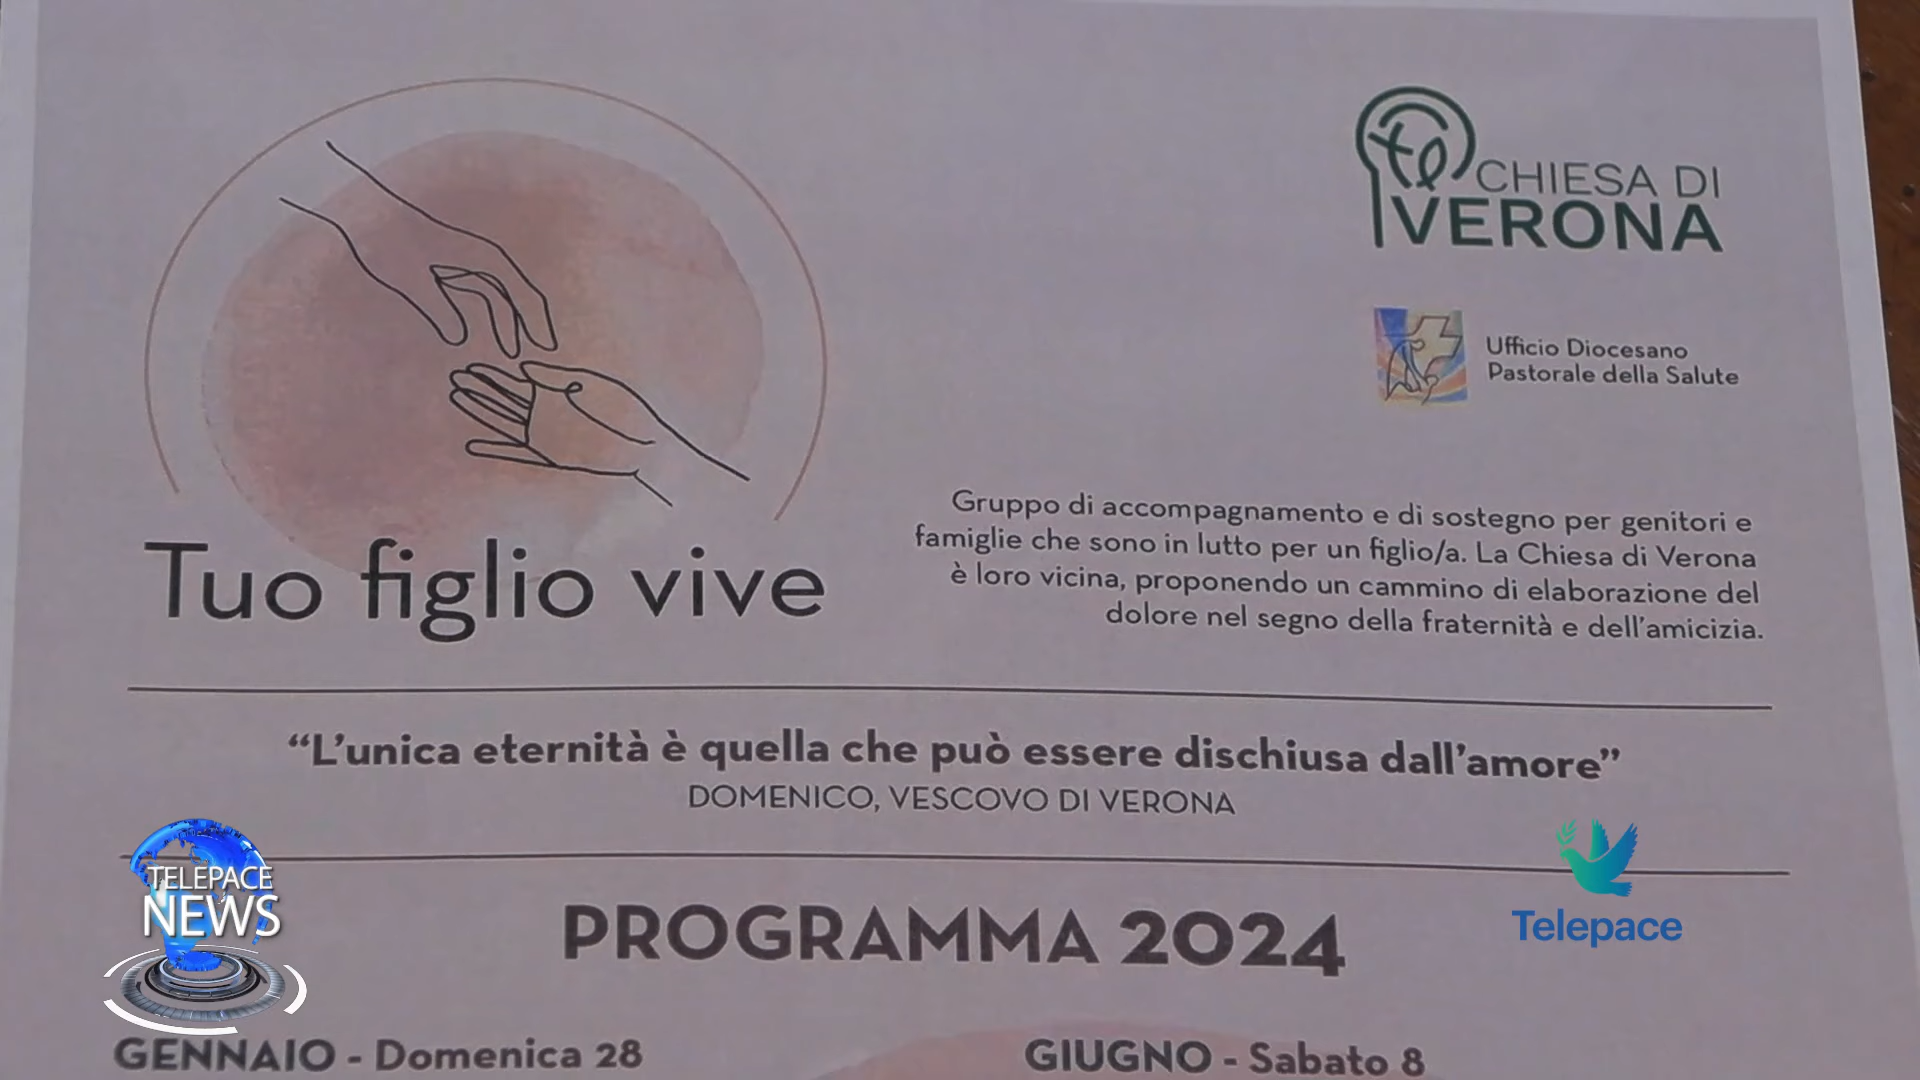 te CHIESA DI
VERONA
Ufficio Diocesano
Pastorale della Salute
Gruppo di accompagnamento e di sostegno per genitori e
famiglie che sono in lutto per un figlio/a. La Chiesa di Verona
è loro vicina, proponendo un cammino di elaborazione del
dolore nel segno della fraternità e dell'amicizia.
Tuo figlio vive
“L'unica eternità è quella che può essere dischiusa dall'amore”
DOMENICO, VESCOVO DI VERONA
TELEPACE
NEWS
Telepace
PROGRAMMA 2024
GENNAIO - Domenica 28
GIUGNO - Sabato 8